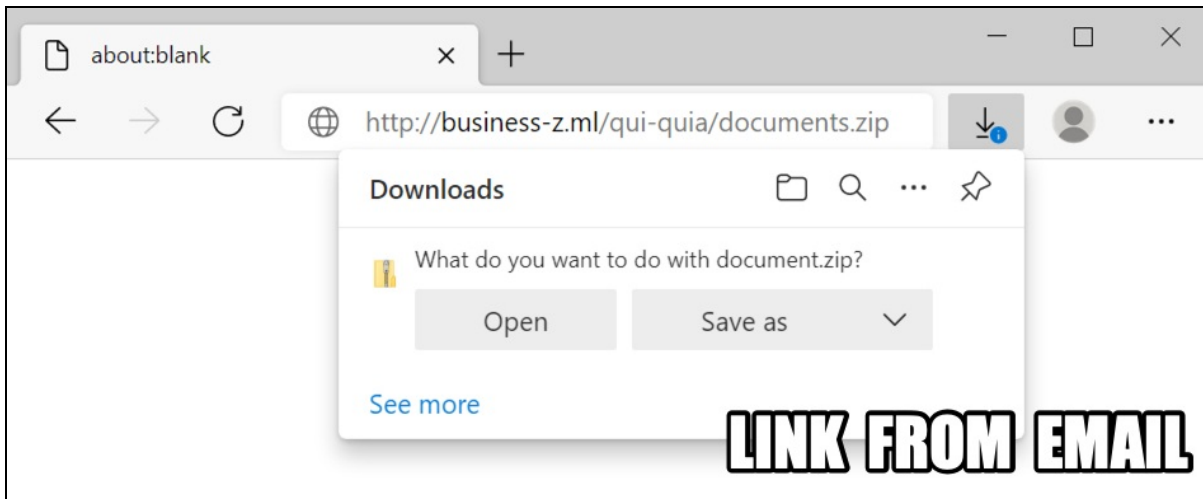 about:blank
http://business-z.ml/qui-quia/documents.zip
Downloads
What do you want to do with document.zip?
Open
Save as
See more
LINK FROM EMAIL